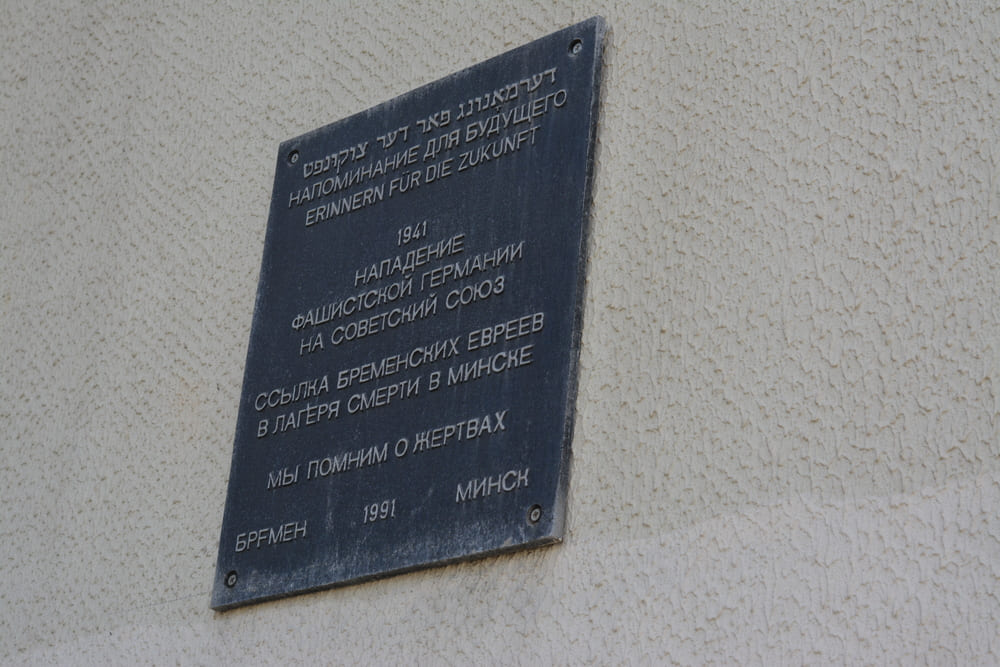 דערמאנונג פאר דער צוקונפט
НАПОМИНАНИЕ ДЛЯ БУДУЩЕГО
ERINNERN FÜR DIE ZUKUNFT
1941
НАПАДЕНИЕ
ФАШИСТСКОЙ ГЕРМАНИИ
НА СОВЕТСКИЙ СОЮЗ
ССЫЛКА БРЕМЕНСКИХ ЕВРЕЕВ
В ЛАГЕРЯ СМЕРТИ В МИНСКЕ
МЫ ПОМНИМ О ЖЕРТВАХ
БРЕМЕН 1991 МИНСК